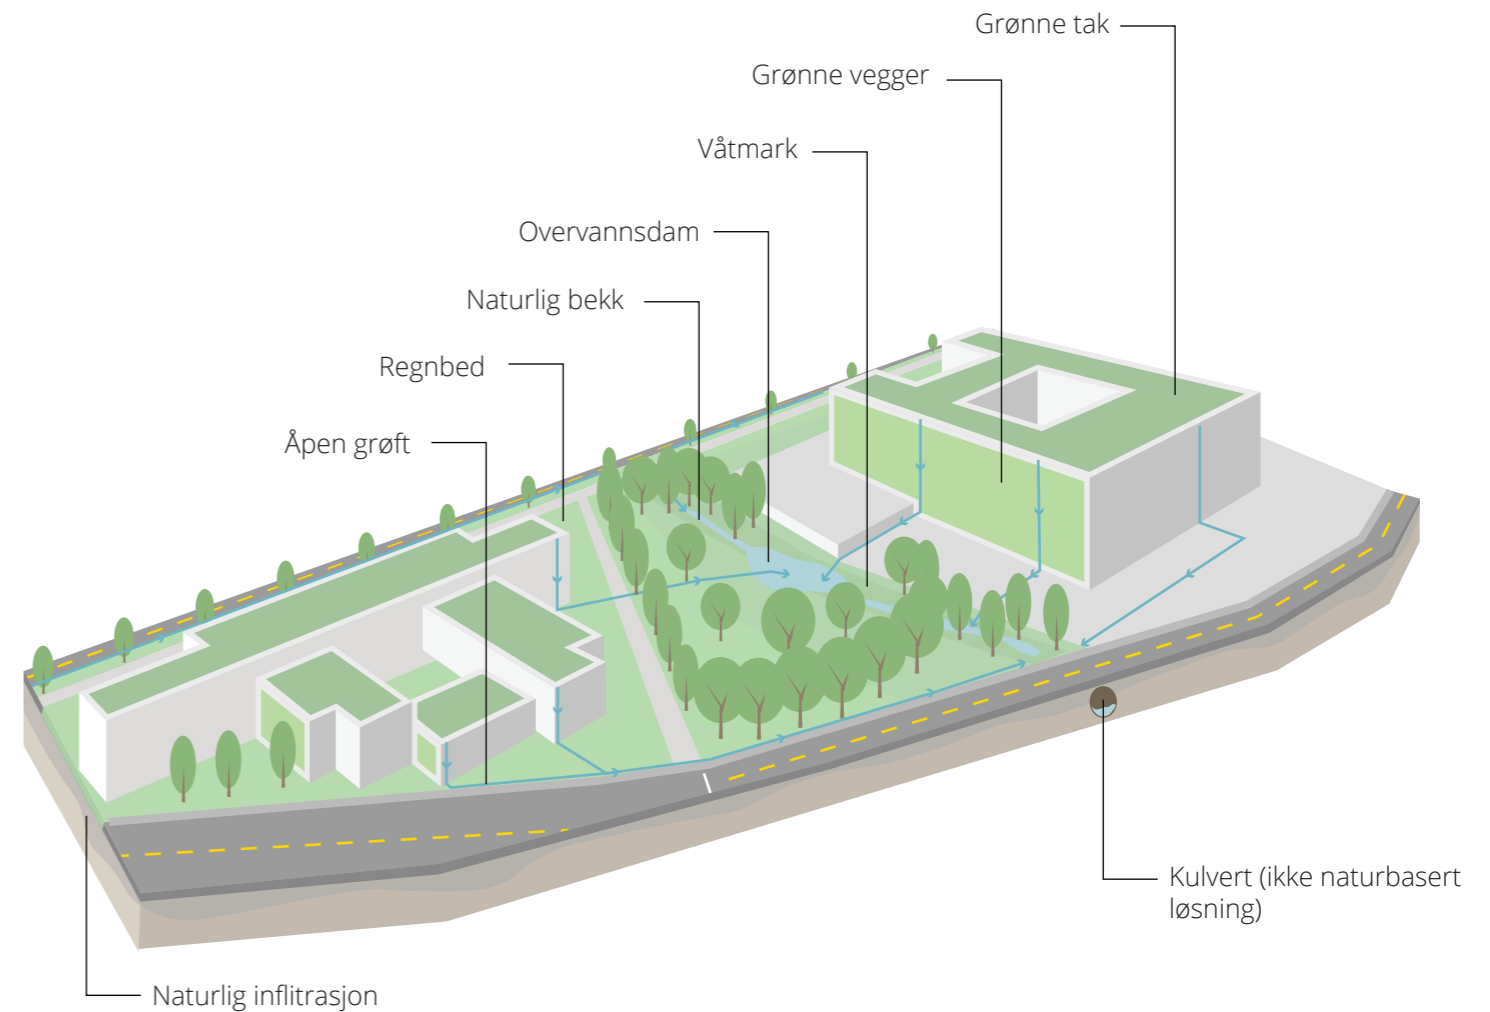 Grønne tak
Grønne vegger
Våtmark
Overvannsdam
Naturlig bekk
Regnbed
Åpen grøft
Kulvert (ikke naturbasert
løsning)
Naturlig inflitrasjon